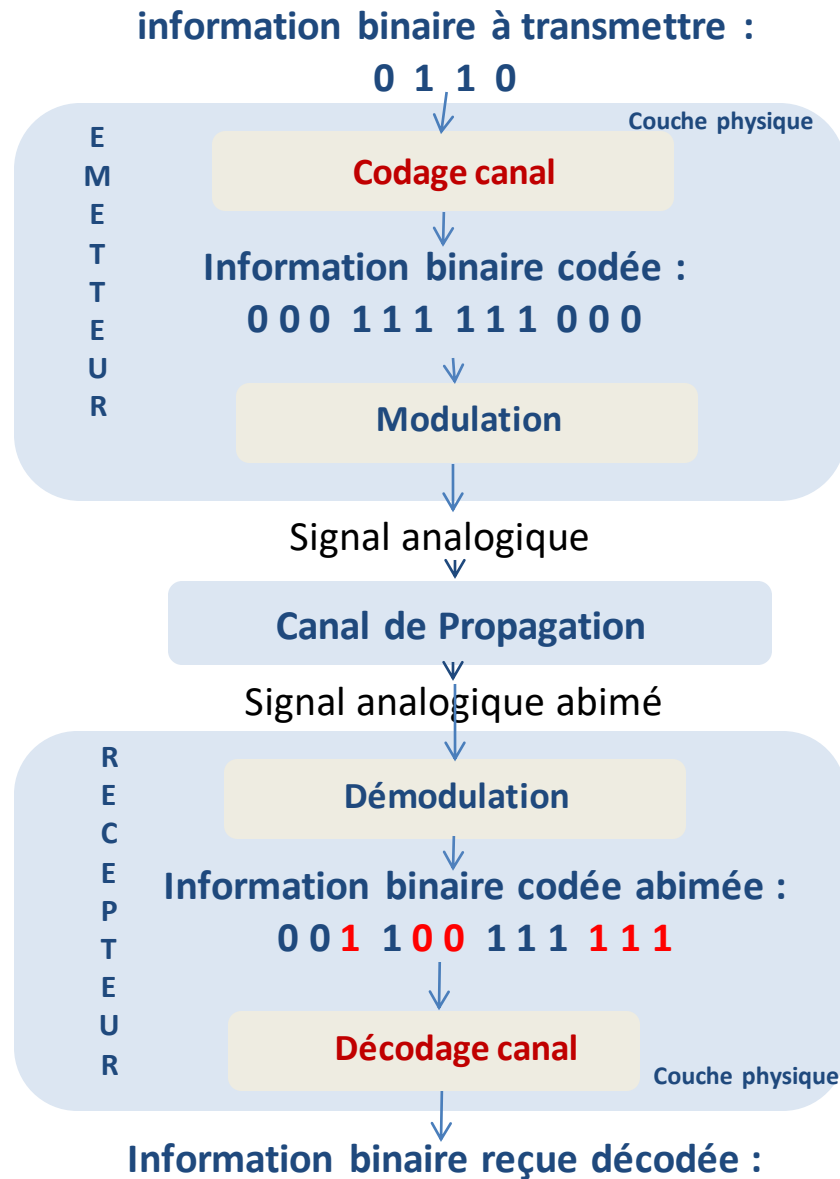 information binaire à transmettre :
0 1 1 0
Couche physique
E
M
E
T
T
E
U
R
Codage canal
Information binaire codée :
0 0 0 1 1 1 1 1 1 0 0 0
Modulation
Signal analogique
Canal de Propagation
Signal analogique abimé
R
E
C
E
P
T
E
U
R
Démodulation
Information binaire codée abimée :
0 0 1 1 0 0 1 1 1 1 1 1
Décodage canal
Couche physique
Information binaire reçue décodée :